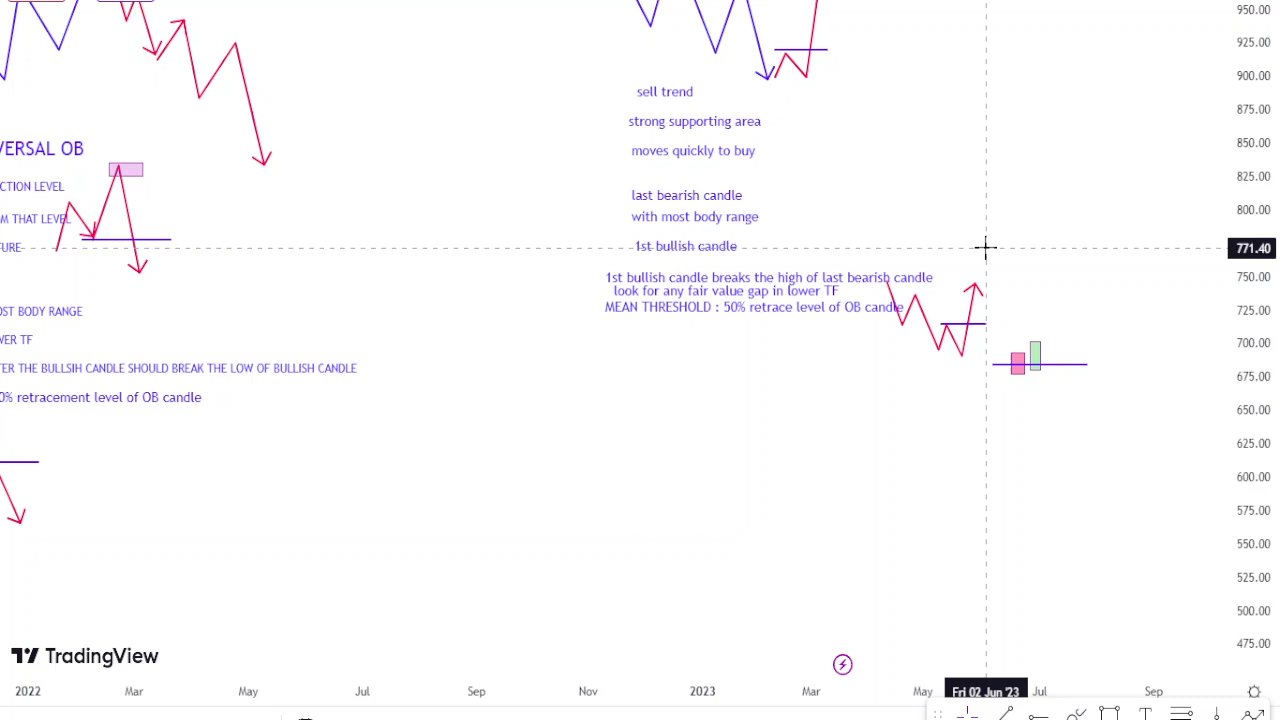 950.00
925.00
900.00
sell trend
875.00
strong supporting area
VERSAL OB
850.00
moves quickly to buy
825.00
CTION LEVEL
last bearish candle
800.00
M THAT LEVEL
with most body range
URE
1st bullish candle
771.40
1st bullish candle breaks the high of last bearish candle
750.00
look for any fair value gap in lower TF
MEAN THRESHOLD : 50% retrace level of OB candle
OST BODY RANGE
725.00
WER TF
700.00
TER THE BULLSIH CANDLE SHOULD BREAK THE LOW OF BULLISH CANDLE
675.00
0% retracement level of OB candle
650.00
625.00
600.00
575.00
550.00
525.00
500.00
475.00
TradingView
2022 Mar May Jul Sep Nov 2023 Mar May Fri 02 Jun '23 Jul Sep